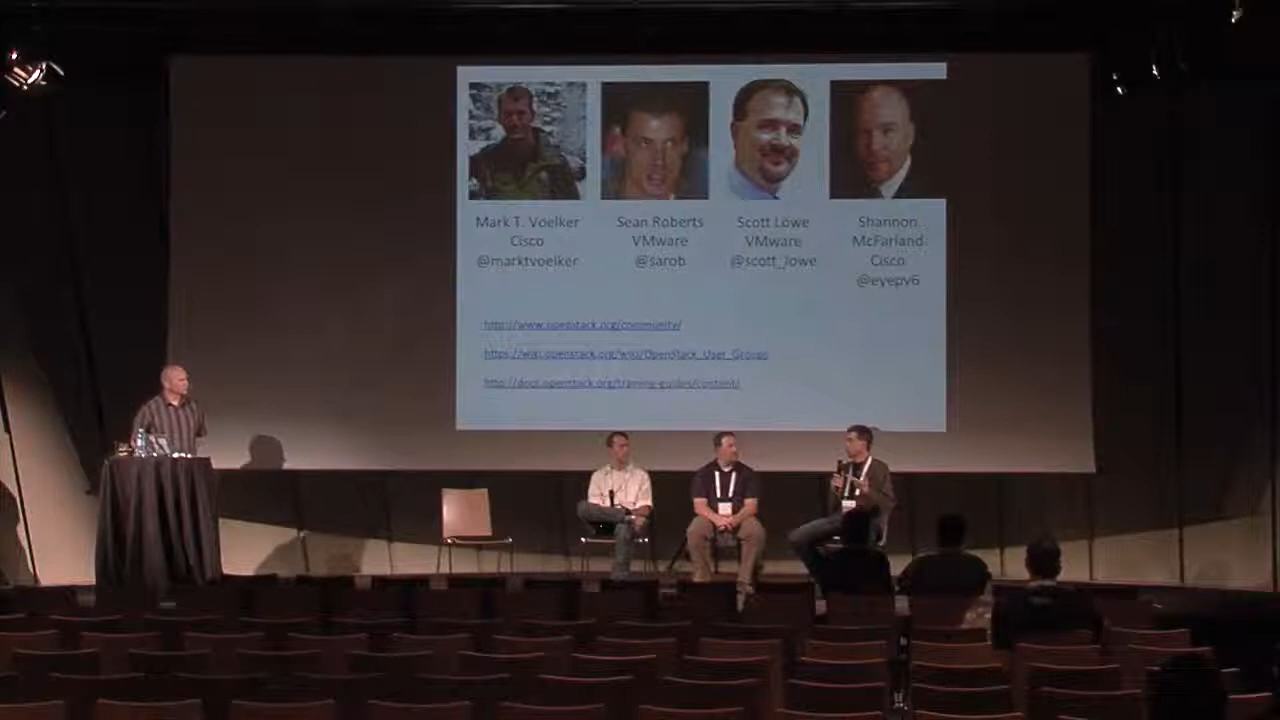 Mark T. Voelker
Cisco
@marktvoelker
Sean Roberts
VMware
@sarob
Scott Lowe
VMware
@scott_lowe
Shannon
McFarland
Cisco
@eyepv6
http://www.openstack.org/community/
https://wiki.openstack.org/wiki/OpenStack_User_Groups
http://docs.openstack.org/training-guides/content/